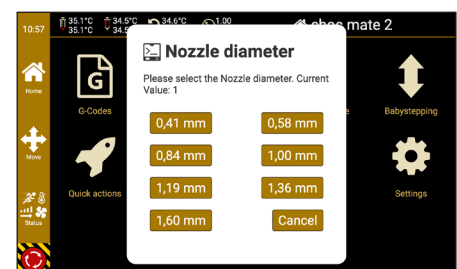 10:57
35.1°C
35.1°C
34.5°C
34.6°C
1.00
mate 2
Nozzle diameter
Please select the Nozzle diameter. Current
Value: 1
0,41 mm
0,58 mm
0,84 mm
1,00 mm
1,19 mm
1,36 mm
1,60 mm
Cancel
Home
Move
Status
G
G-Codes
Babystepping
Quick actions
Settings